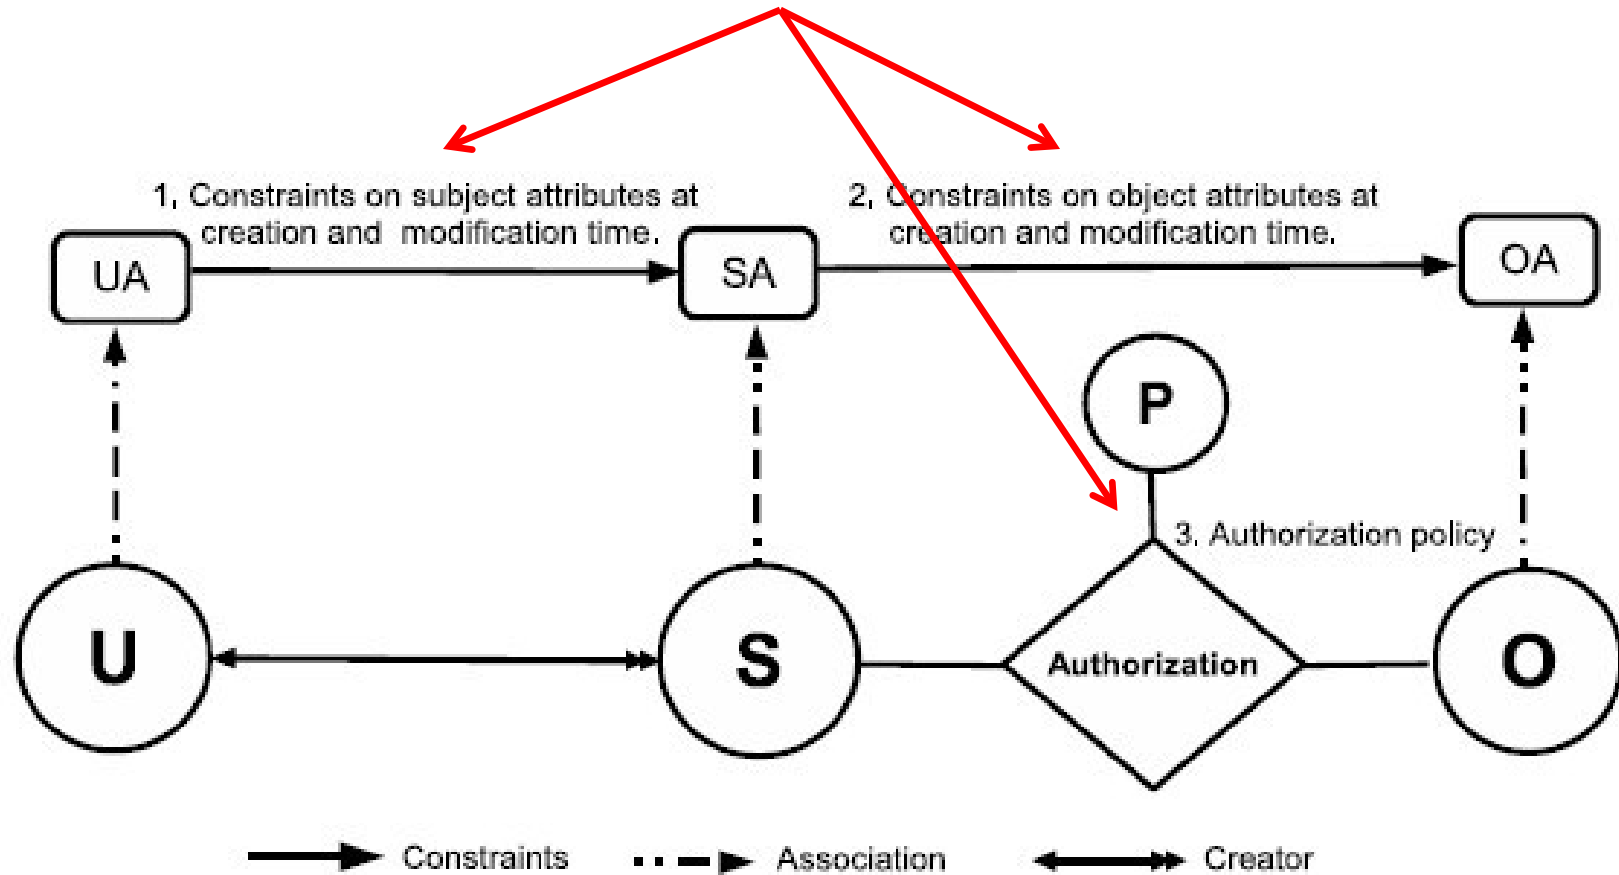 1. Constraints on subject attributes at
creation and modification time.
2. Constraints on object attributes at
creation and modification time.
UA
SA
OA
P
3. Authorization policy
U
S
Authorization
O
Constraints
Association
Creator